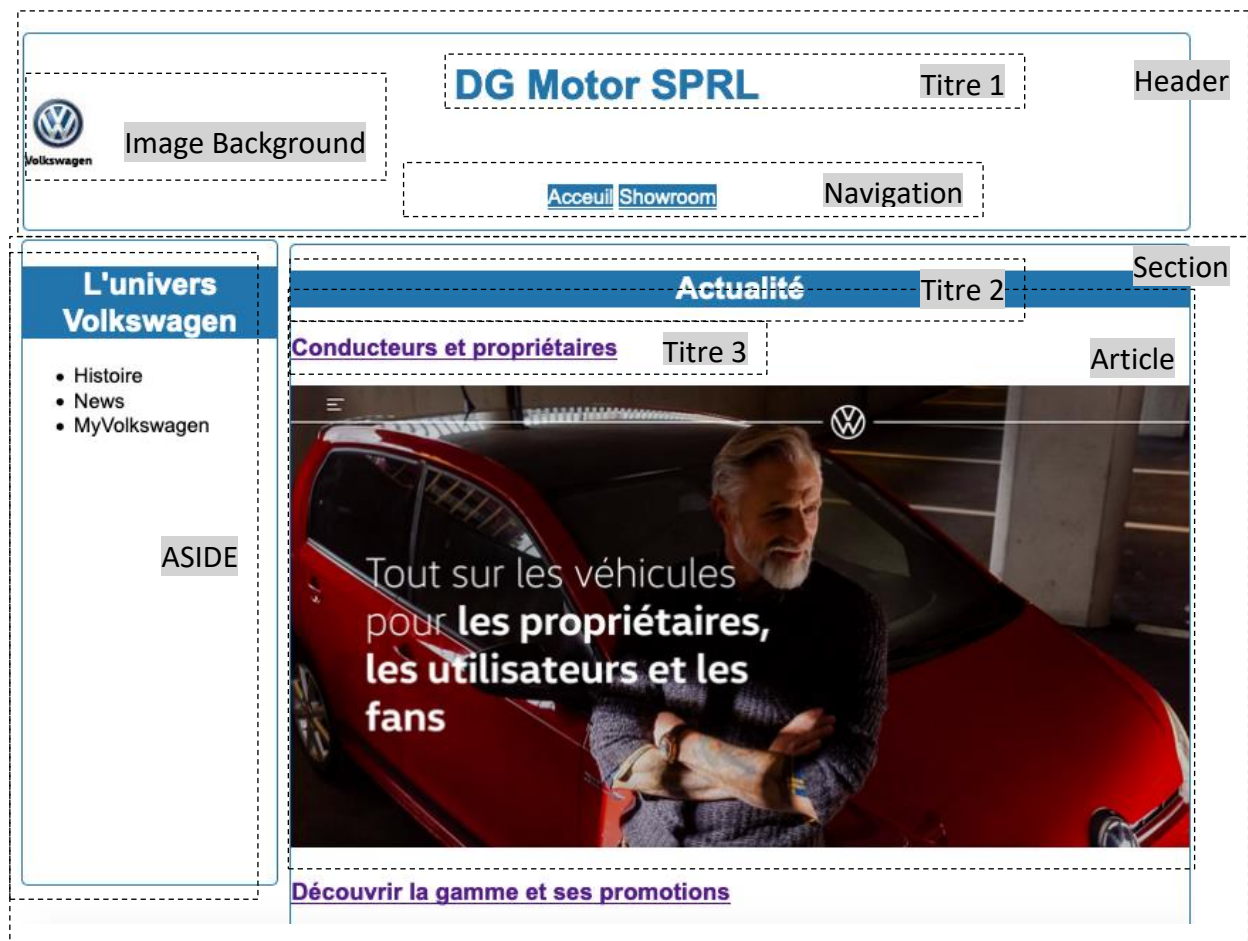 DG Motor SPRL
Titre 1
Header
Volkswagen
Image Background
Acceuil Showroom
Navigation
L'univers
Volkswagen
Histoire
News
MyVolkswagen
ASIDE
Section
Actualité
Titre 2
Conducteurs et propriétaires
Titre 3
Article
Tout sur les véhicules
pour les propriétaires,
les utilisateurs et les
fans
Découvrir la gamme et ses promotions